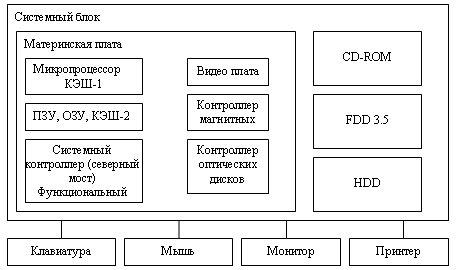 Системный блок
Материнская плата
Микропроцессор
КЭШ-1
ПЗУ, ОЗУ, КЭШ-2
Системный
контроллер (северный
мост)
Функциональный
Видео плата
Контроллер
магнитных
Контроллер
оптических
дисков
CD-ROM
FDD 3.5
HDD
Клавиатура
Мышь
Монитор
Принтер